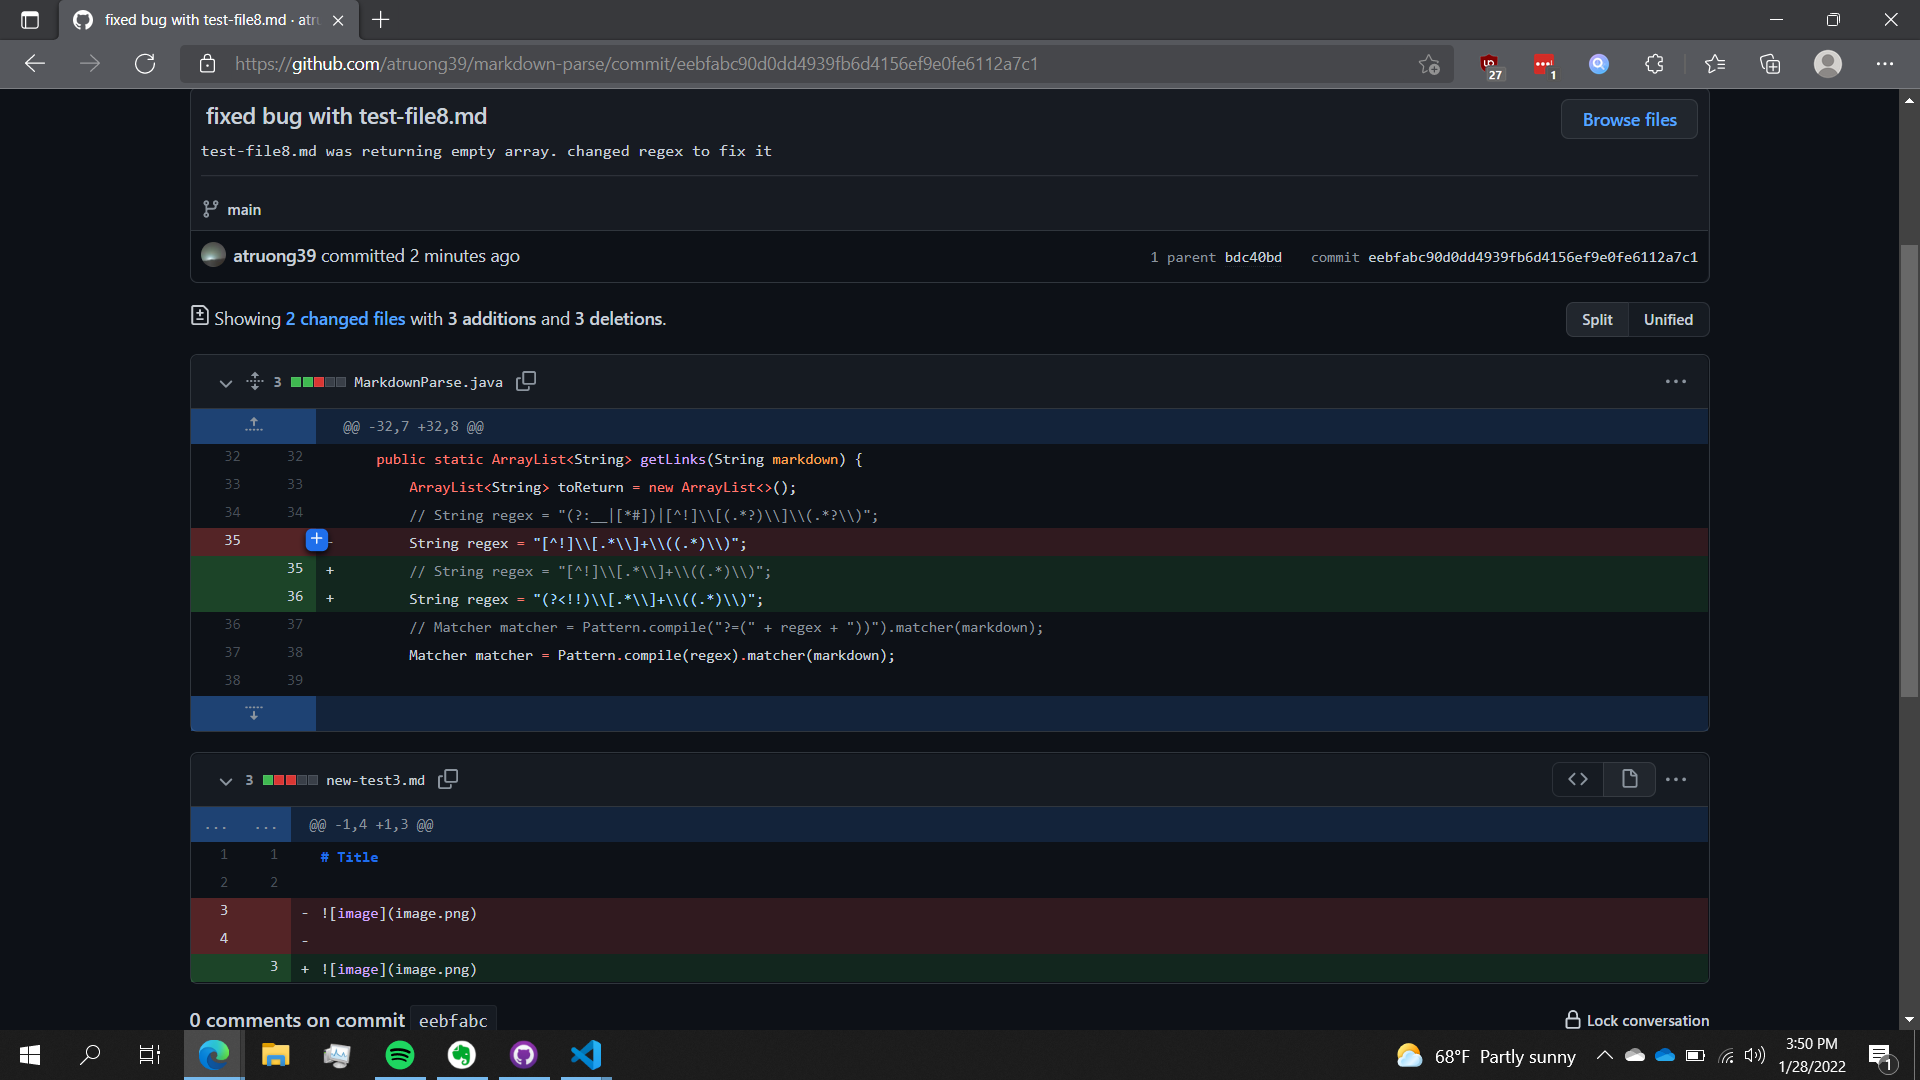 fixed bug with test-file8.md · atru
https://github.com/atruong39/markdown-parse/commit/eebfabc90d0dd4939fb6d4156ef9e0fe6112a7c1
27
1
fixed bug with test-file8.md
Browse files
test-file8.md was returning empty array. changed regex to fix it
main
atruong39 committed 2 minutes ago
1 parent bdc40bd commit eebfabc90d0dd4939fb6d4156ef9e0fe6112a7c1
Showing 2 changed files with 3 additions and 3 deletions.
Split Unified
3 MarkdownParse.java
@@ -32,7 +32,8 @@
32 32 public static ArrayList<String> getLinks(String markdown) {
33 33 ArrayList<String> toReturn = new ArrayList<>();
34 34 // String regex = "(?:__|[*#])|[^!]\\[(.*?)\\]\\(.*?\\)";
35 - String regex = "[^!]\\[.*\\]+\\((.*)\\)";
35 + // String regex = "[^!]\\[.*\\]+\\((.*)\\)";
36 + String regex = "(?<!!)\\[.*\\]+\\((.*)\\)";
36 37 // Matcher matcher = Pattern.compile("?=(" + regex + "))").matcher(markdown);
37 38 Matcher matcher = Pattern.compile(regex).matcher(markdown);
38 39
3 new-test3.md
... ... @@ -1,4 +1,3 @@
1 1 # Title
2 2
3 - ![image](image.png)
4 -
3 + ![image](image.png)
0 comments on commit eebfabc
Lock conversation
68°F Partly sunny
3:50 PM
1/28/2022
1